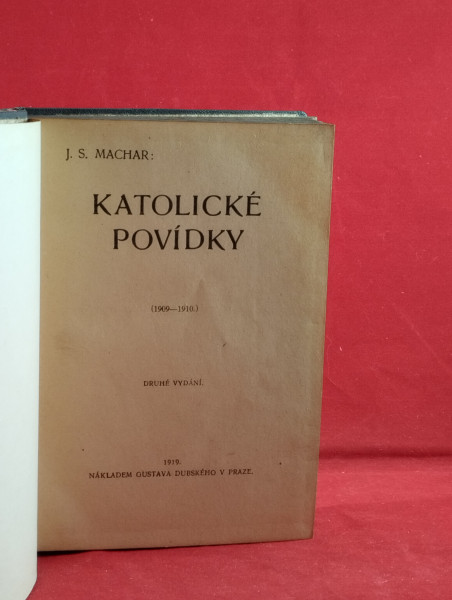 J. S. MACHAR:
KATOLICKÉ
POVÍDKY
(1909—1910.)
DRUHÉ VYDÁNÍ.
1919.
NÁKLADEM GUSTAVA DUBSKÉHO V PRAZE.